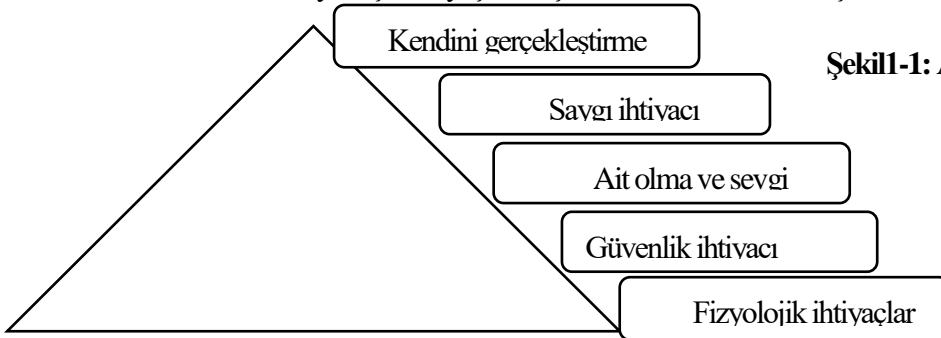 Kendini gerçekleştirme
Şekil1-1:
Saygı ihtiyacı
Ait olma ve sevgi
Güvenlik ihtiyacı
Fizyolojik ihtiyaçlar